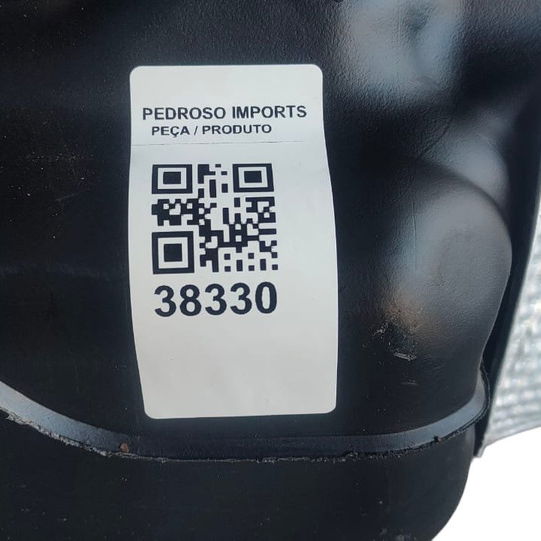 PEDROSO IMPORTS
PEÇA / PRODUTO
38330